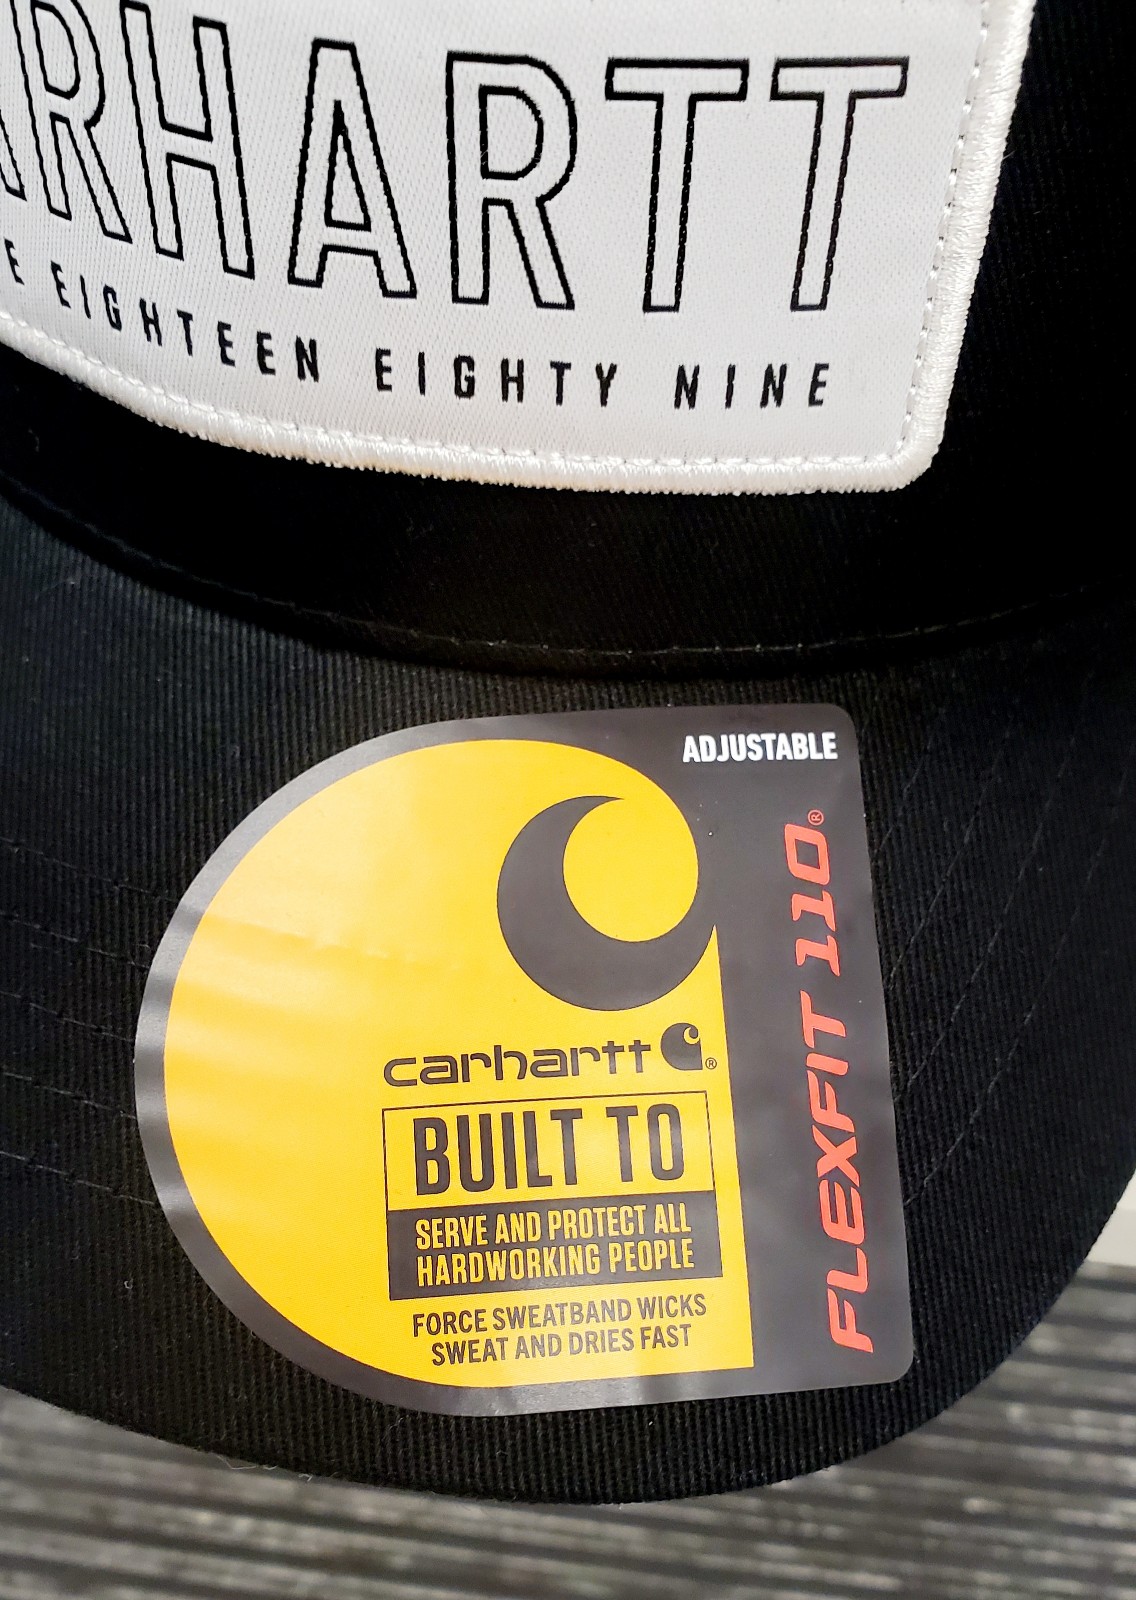 RHARTT
E EIGHTEEN EIGHTY NINE
ADJUSTABLE
FLEXFIT 110®
carhartt®
BUILT TO
SERVE AND PROTECT ALL
HARDWORKING PEOPLE
FORCE SWEATBAND WICKS
SWEAT AND DRIES FAST